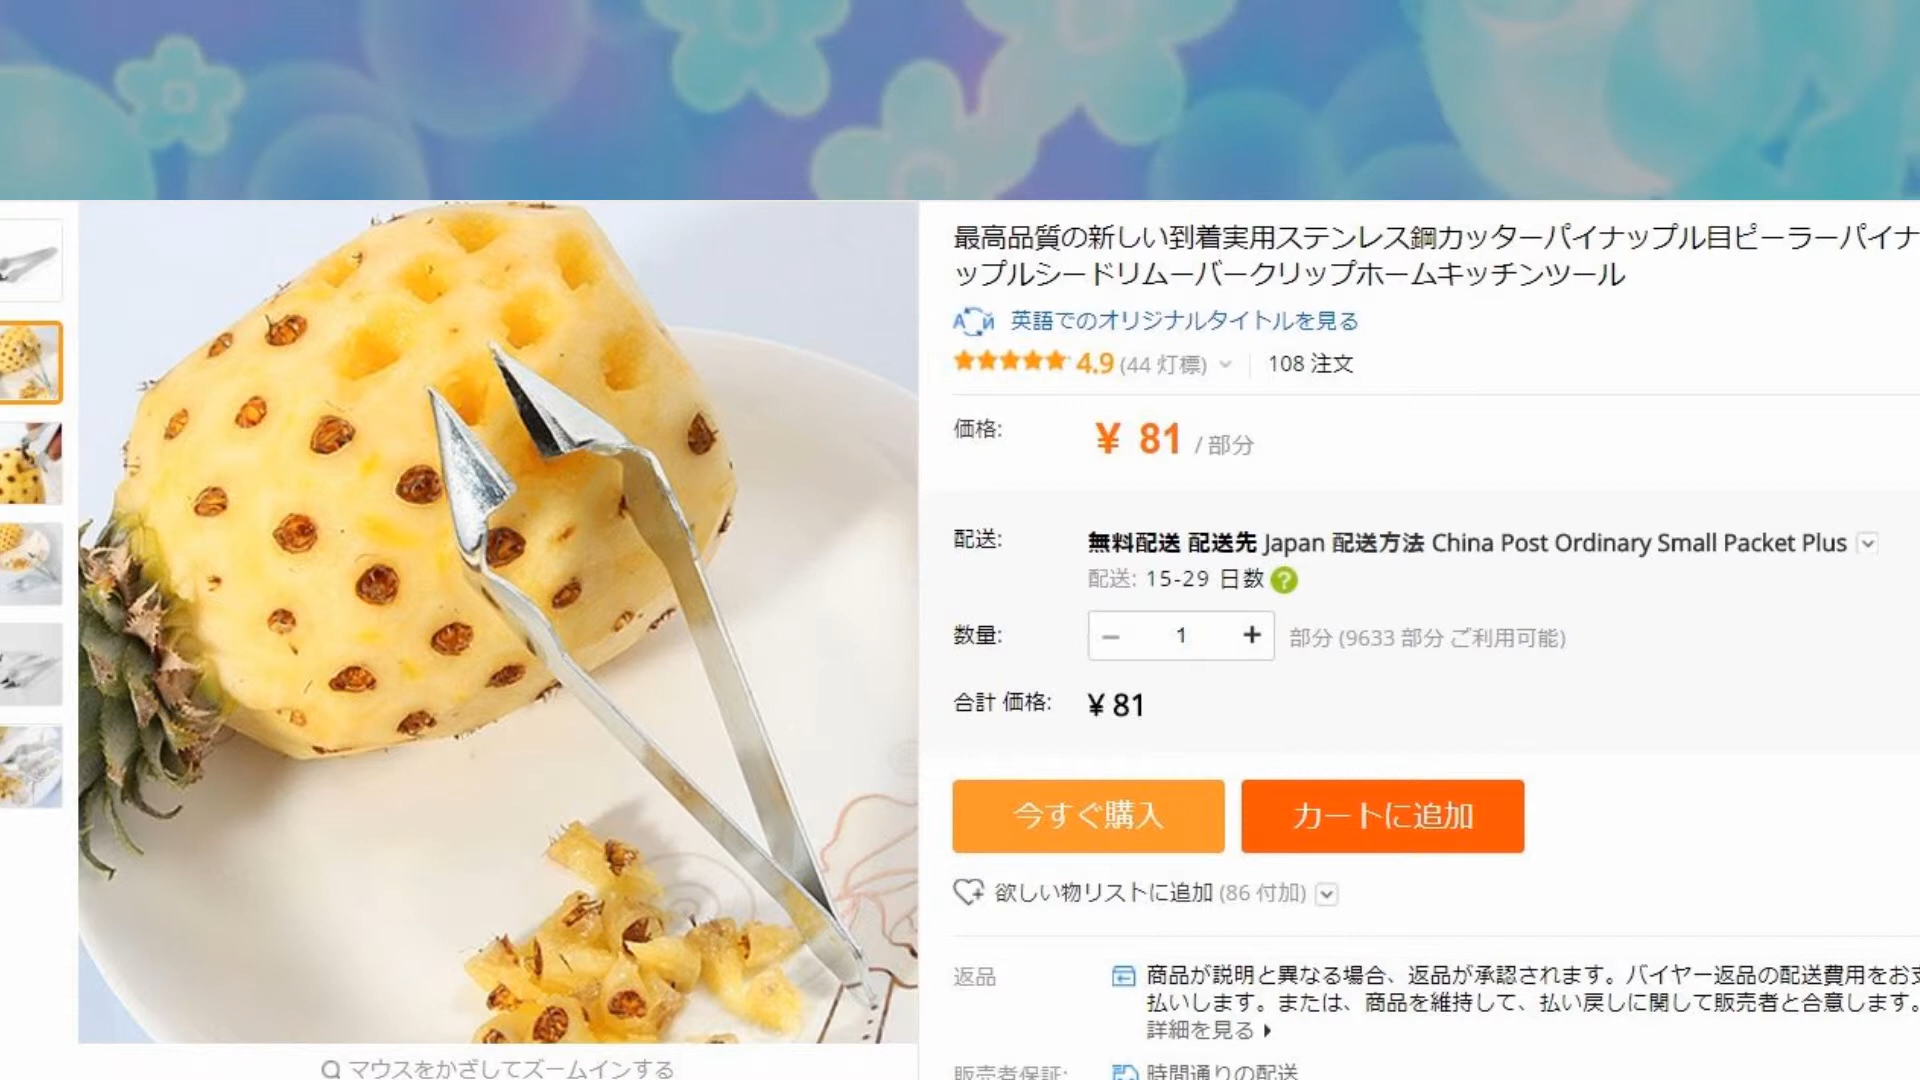 最高品質の新しい到着実用ステンレス鋼カッターパイナップル目ピーラーパイナ
ップルシードリムーバークリップホームキッチンツール
英語でのオリジナルタイトルを見る
4.9 (44 灯標) 108 注文
価格: ¥ 81 / 部分
配送: 無料配送 配送先 Japan 配送方法 China Post Ordinary Small Packet Plus
配送: 15-29 日数 ?
数量: − 1 + 部分 (9633 部分 ご利用可能)
合計 価格: ¥ 81
今すぐ購入 カートに追加
欲しい物リストに追加 (86 付加)
返品 商品が説明と異なる場合、返品が承認されます。バイヤー返品の配送費用をお支
払いします。または、商品を維持して、払い戻しに関して販売者と合意します。
詳細を見る
マウスをかざしてズームインする
販売者保証: 時間通りの配送